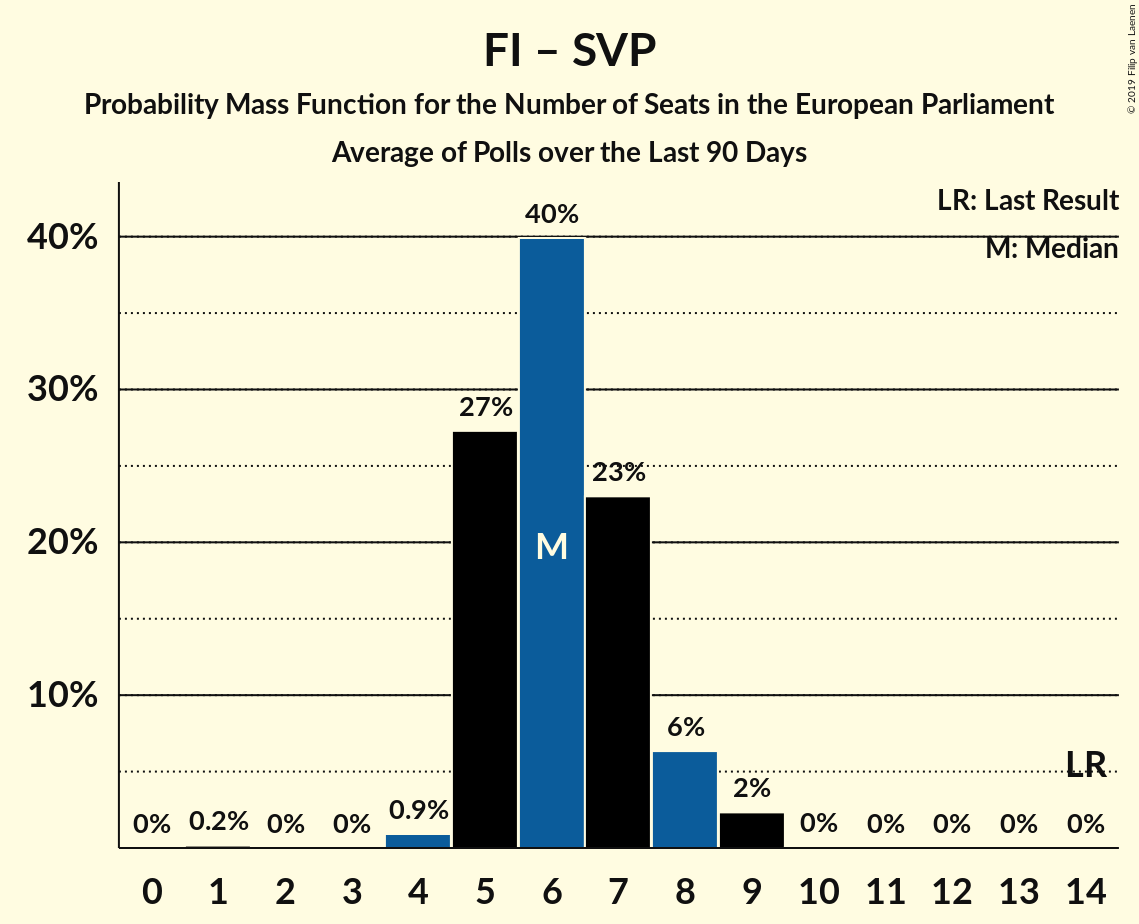 FI – SVP
Probability Mass Function for the Number of Seats in the European Parliament
Average of Polls over the Last 90 Days
© 2019 Filip van Laenen
LR: Last Result
M: Median
40%
30%
20%
10%
0%
0.2%
0%
0%
0.9%
27%
40%
M
23%
6%
2%
0%
0%
0%
0%
LR
0%
0 1 2 3 4 5 6 7 8 9 10 11 12 13 14